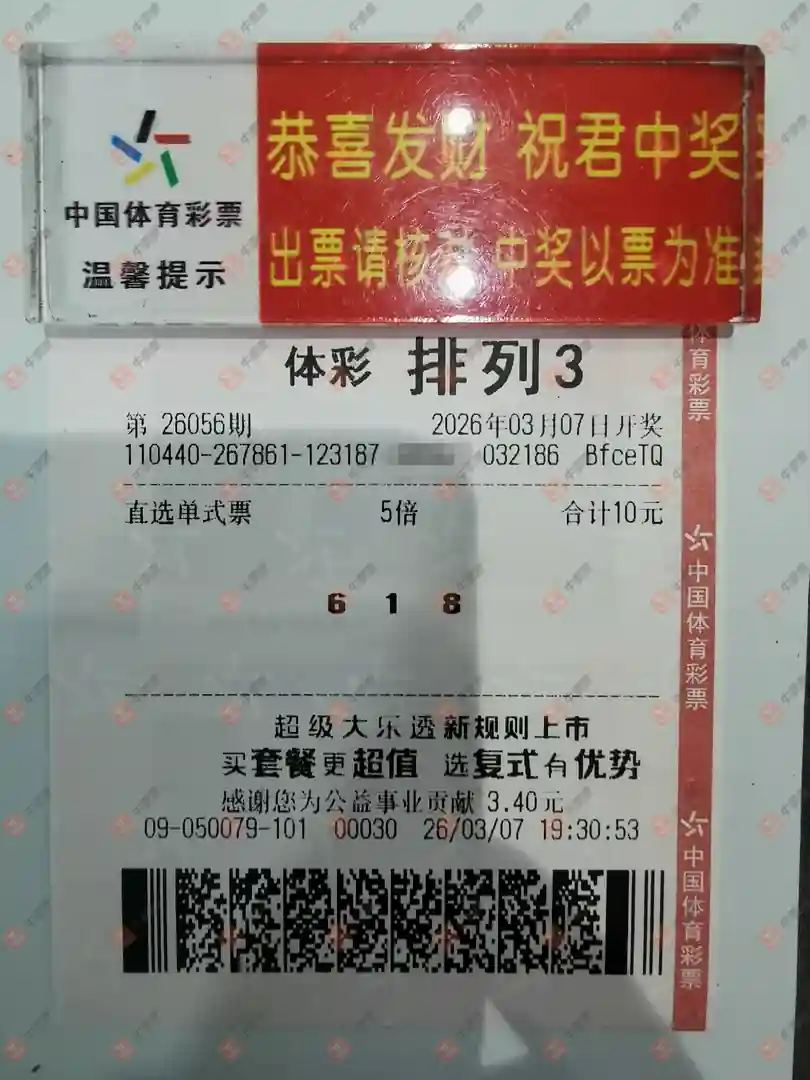 恭喜发财 祝君中奖
中国体育彩票
温馨提示
出票请核 中奖以票为准
体育彩票
体彩 排列3
第 26056期 2026年03月07日开奖
110440-267861-123187 032186 BfceTQ
直选单式票 5倍 合计10元
6 1 8
中国体育彩票
超级大乐透新规则上市
买套餐更超值 选复式有优势
感谢您为公益事业贡献 3.40元
09-050079-101 00030 26/03/07 19:30:53
中国体育彩票